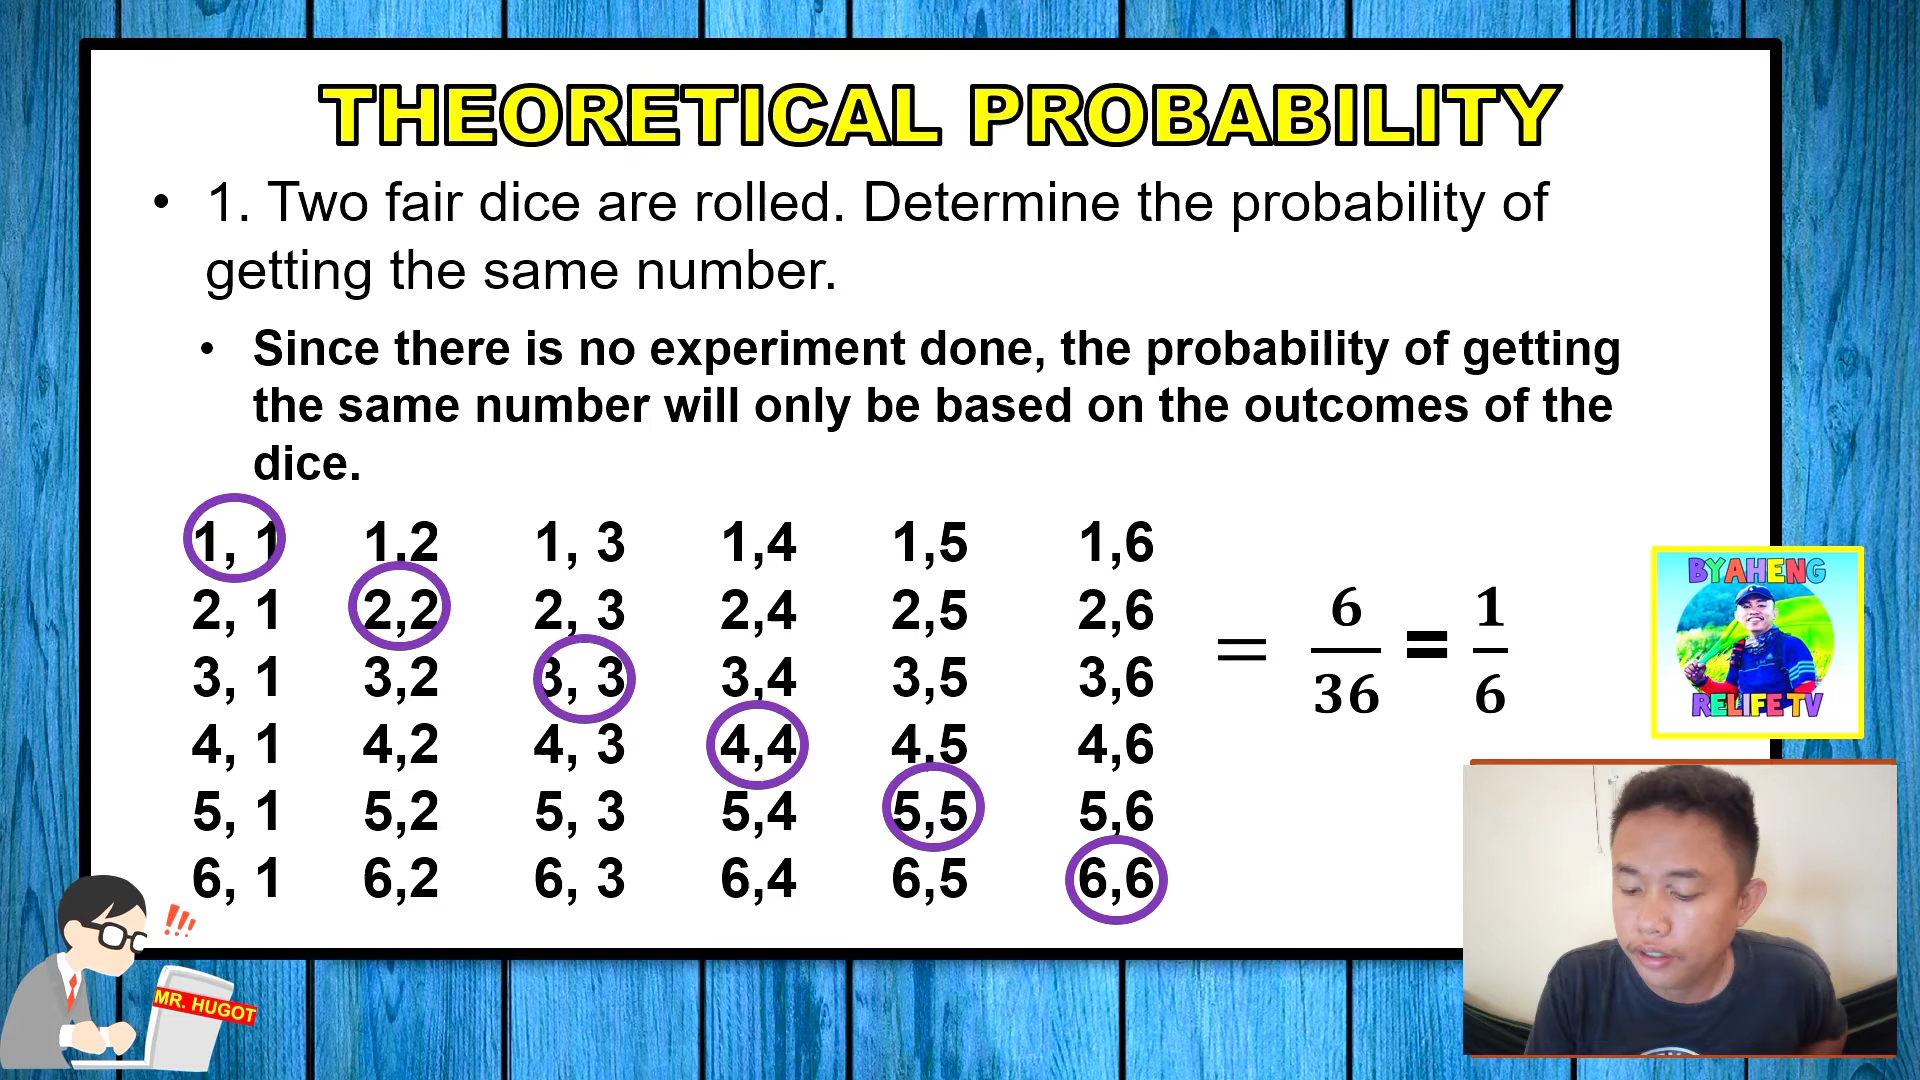 THEORETICAL PROBABILITY
• 1. Two fair dice are rolled. Determine the probability of
getting the same number.
• Since there is no experiment done, the probability of getting
the same number will only be based on the outcomes of the
dice.
1, 1 1,2 1, 3 1,4 1,5 1,6
2, 1 2,2 2, 3 2,4 2,5 2,6
3, 1 3,2 3, 3 3,4 3,5 3,6
4, 1 4,2 4, 3 4,4 4,5 4,6
5, 1 5,2 5, 3 5,4 5,5 5,6
6, 1 6,2 6, 3 6,4 6,5 6,6
= 6/36 = 1/6
BYAHENG
RELIFE TV
!!!
MR. HUGOT